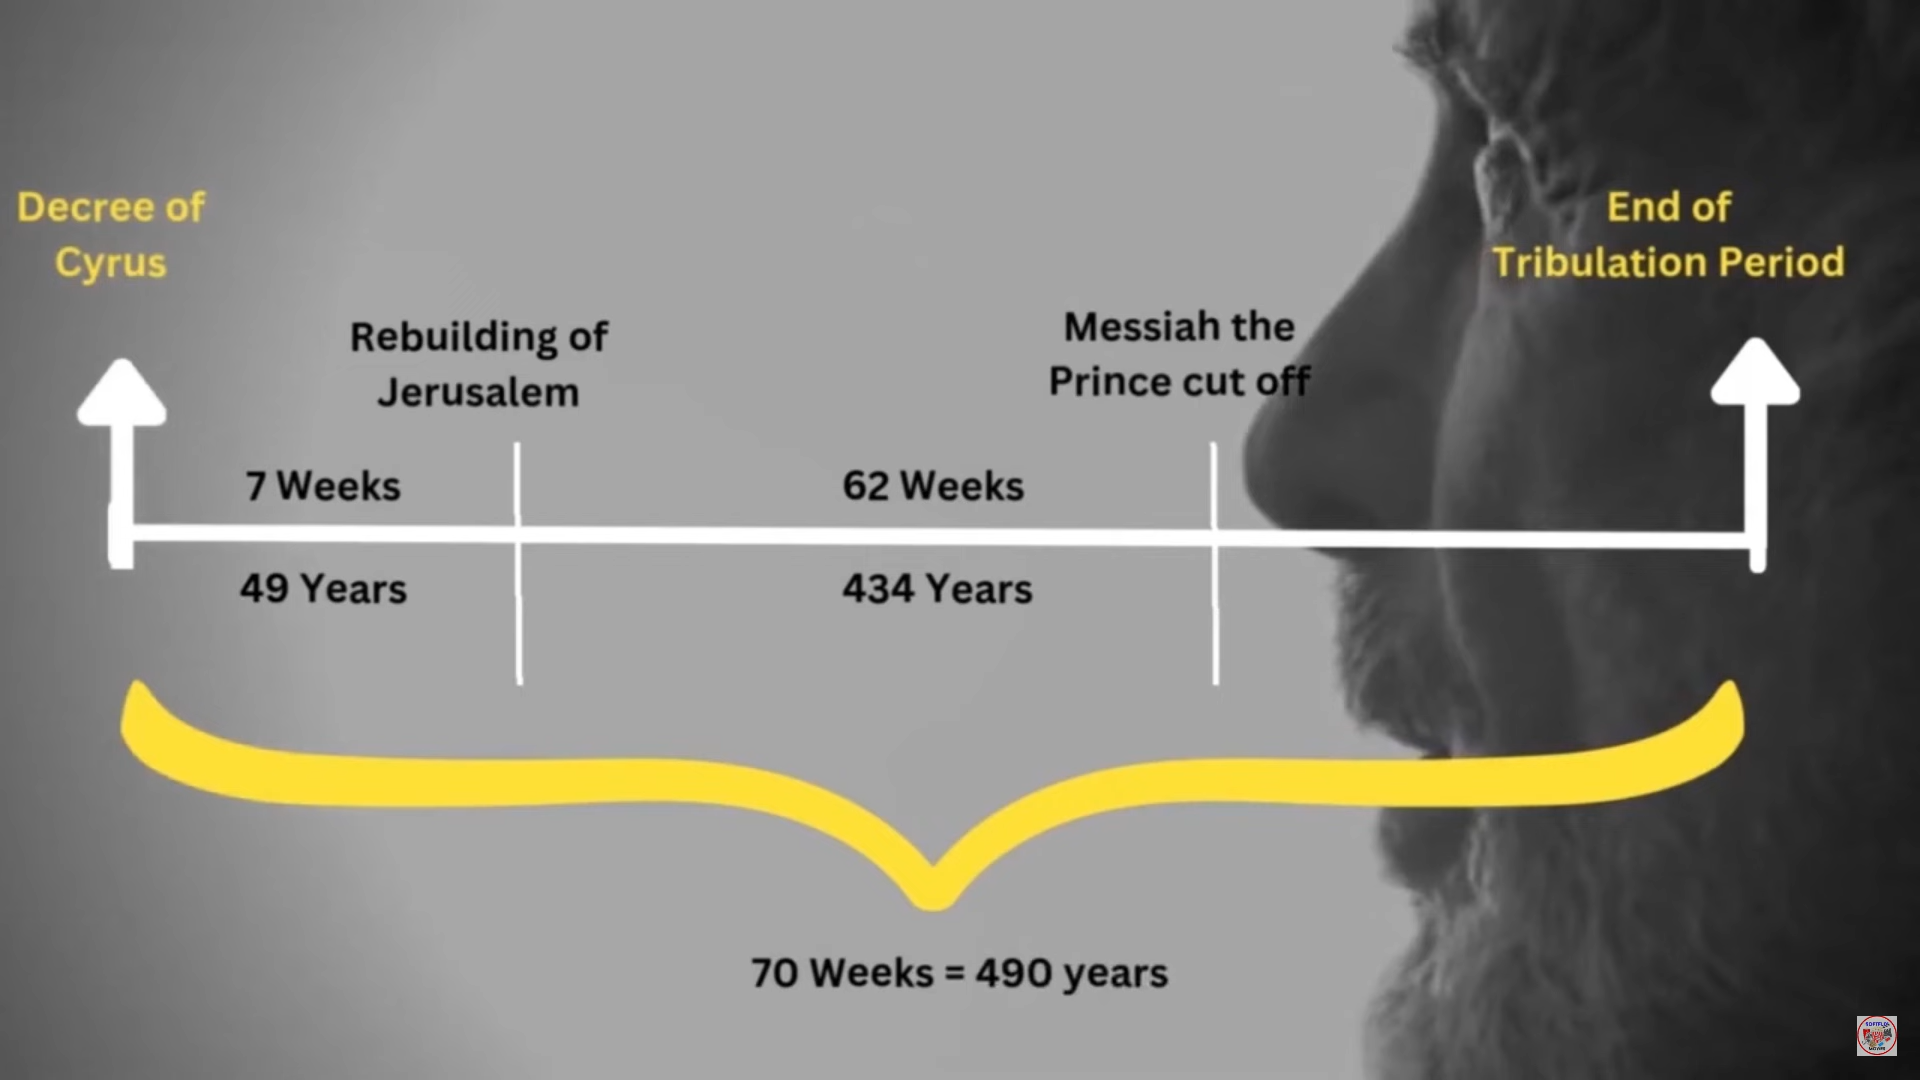 Decree of
Cyrus
End of
Tribulation Period
Rebuilding of
Jerusalem
Messiah the
Prince cut off
7 Weeks
62 Weeks
49 Years
434 Years
70 Weeks = 490 years